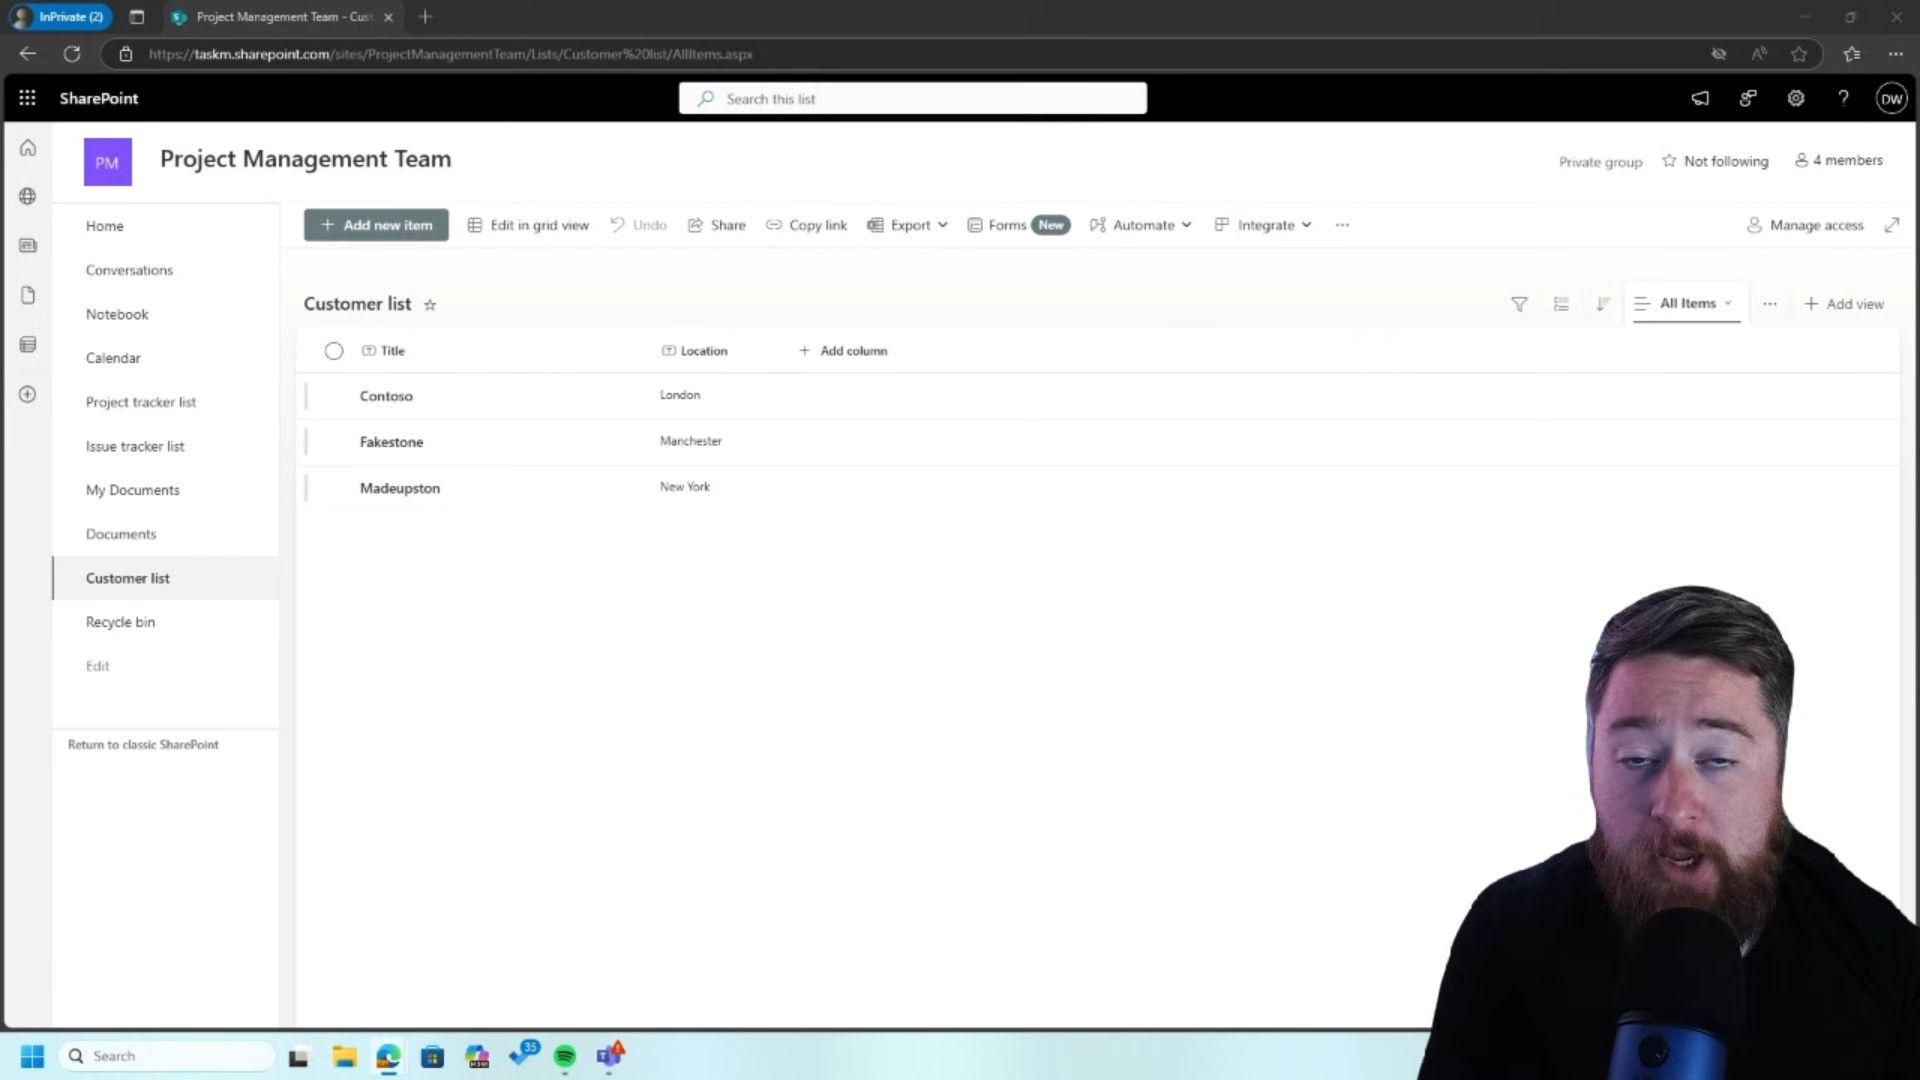 InPrivate (2)
Project Management Team - Cust
https://taskm.sharepoint.com/sites/ProjectManagementTeam/Lists/Customer%20list/AllItems.aspx
SharePoint
Search this list
DW
PM
Project Management Team
Private group
Not following
4 members
Home
Conversations
Notebook
Calendar
Project tracker list
Issue tracker list
My Documents
Documents
Customer list
Recycle bin
Edit
Return to classic SharePoint
+ Add new item
Edit in grid view
Undo
Share
Copy link
Export
Forms New
Automate
Integrate
Manage access
Customer list
All Items
+ Add view
Title Location + Add column
Contoso London
Fakestone Manchester
Madeupston New York
Search
35